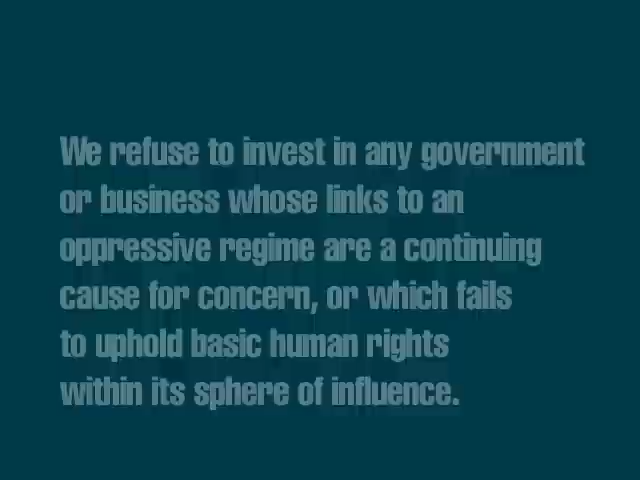 We refuse to invest in any government
or business whose links to an
oppressive regime are a continuing
cause for concern, or which fails
to uphold basic human rights
within its sphere of influence.